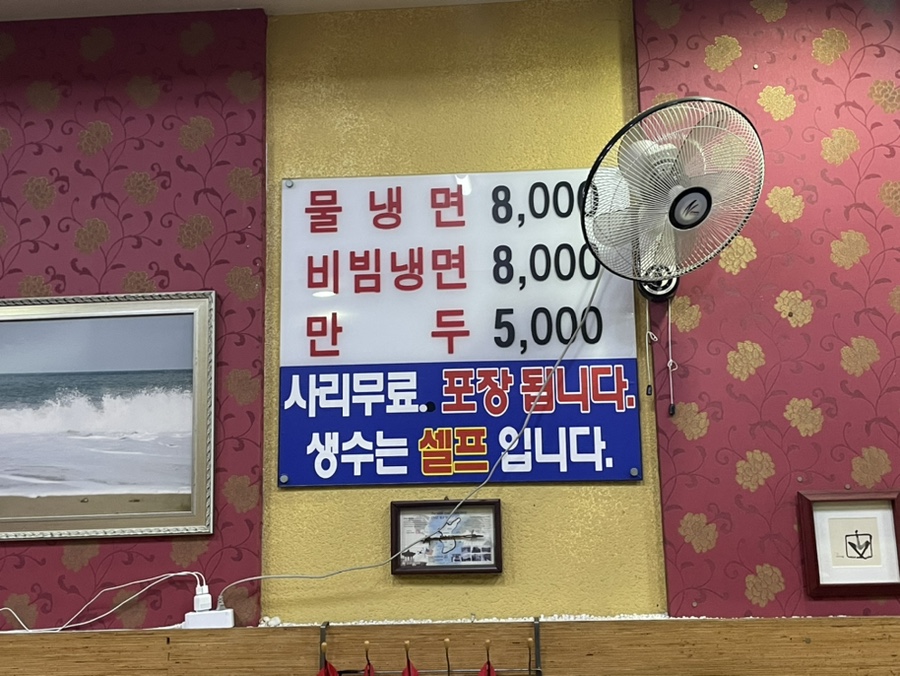 물냉면 8,000
비빔냉면 8,000
만두 5,000
사리무료. 포장 됩니다.
생수는 셀프 입니다.